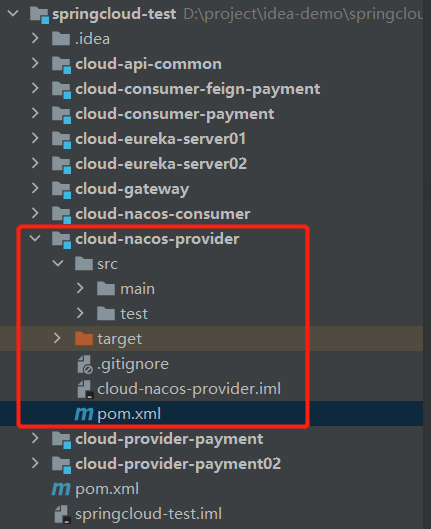 springcloud-test D:\project\idea-demo\springcloud
.idea
cloud-api-common
cloud-consumer-feign-payment
cloud-consumer-payment
cloud-eureka-server01
cloud-eureka-server02
cloud-gateway
cloud-nacos-consumer
cloud-nacos-provider
src
main
test
target
.gitignore
cloud-nacos-provider.iml
m pom.xml
cloud-provider-payment
cloud-provider-payment02
m pom.xml
springcloud-test.iml